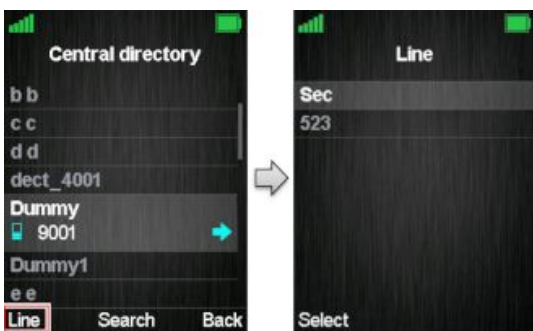 Central directory
b b
c c
d d
dect_4001
Dummy
9001
Dummy1
e e
Line Search Back
Line
Sec
523
Select